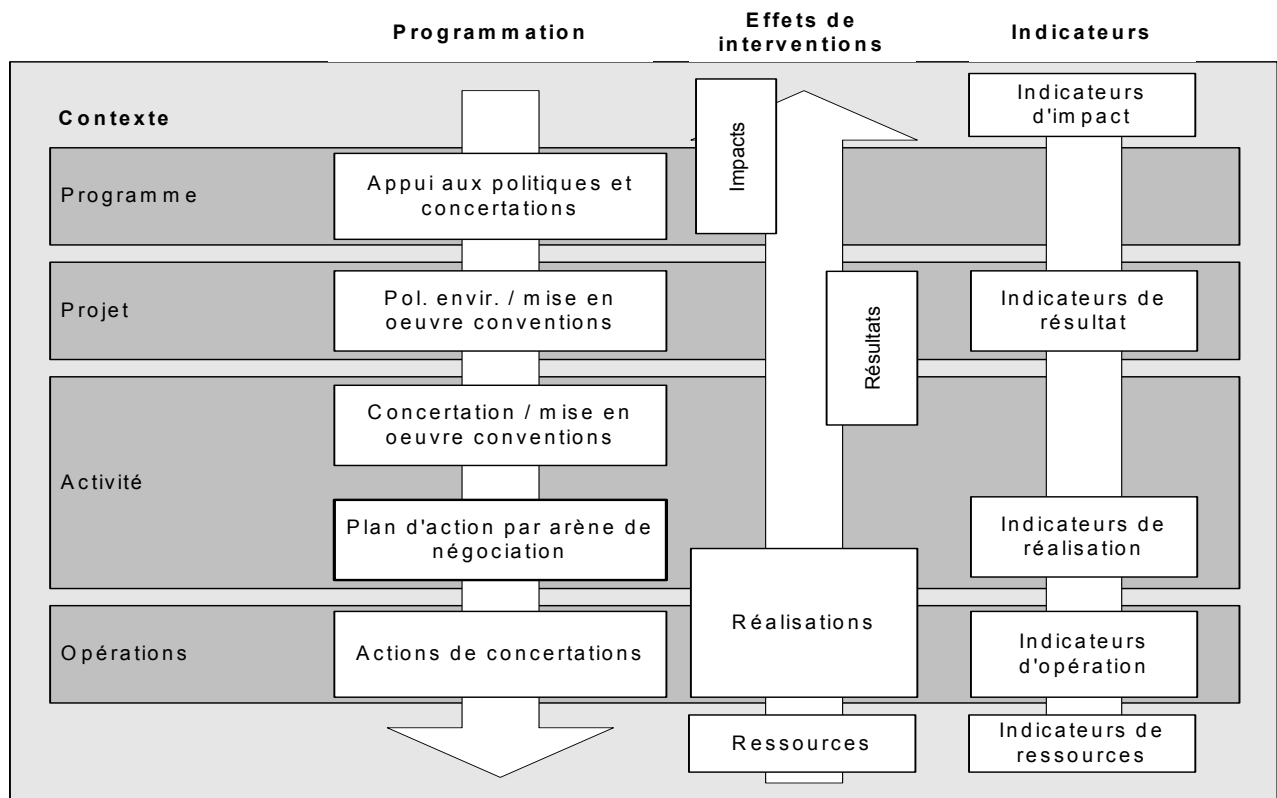 Programmation
Effets de
interventions
Indicateurs
Contexte
Impacts
Indicateurs
d'impact
Programme
Appui aux politiques et
concertations
Projet
Pol. envir. / mise en
oeuvre conventions
Résultats
Indicateurs de
résultat
Activité
Concertation / mise en
oeuvre conventions
Plan d'action par arène de
négociation
Indicateurs de
réalisation
Opérations
Actions de concertations
Réalisations
Indicateurs
d'opération
Ressources
Indicateurs de
ressources